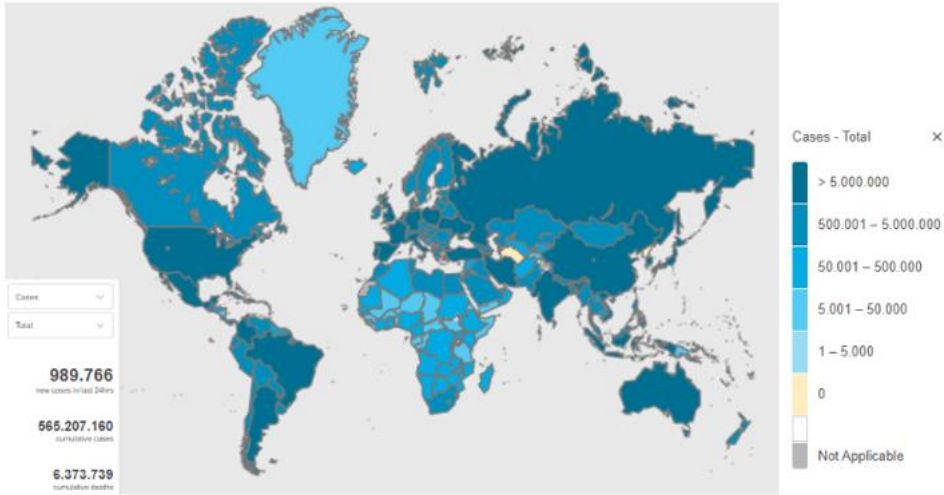 Cases - Total ×
> 5.000.000
500.001 – 5.000.000
50.001 – 500.000
5.001 – 50.000
1 – 5.000
0
Not Applicable
Cases
Total
989.766
new cases in last 24hrs
565.207.160
cumulative cases
6.373.739
cumulative deaths